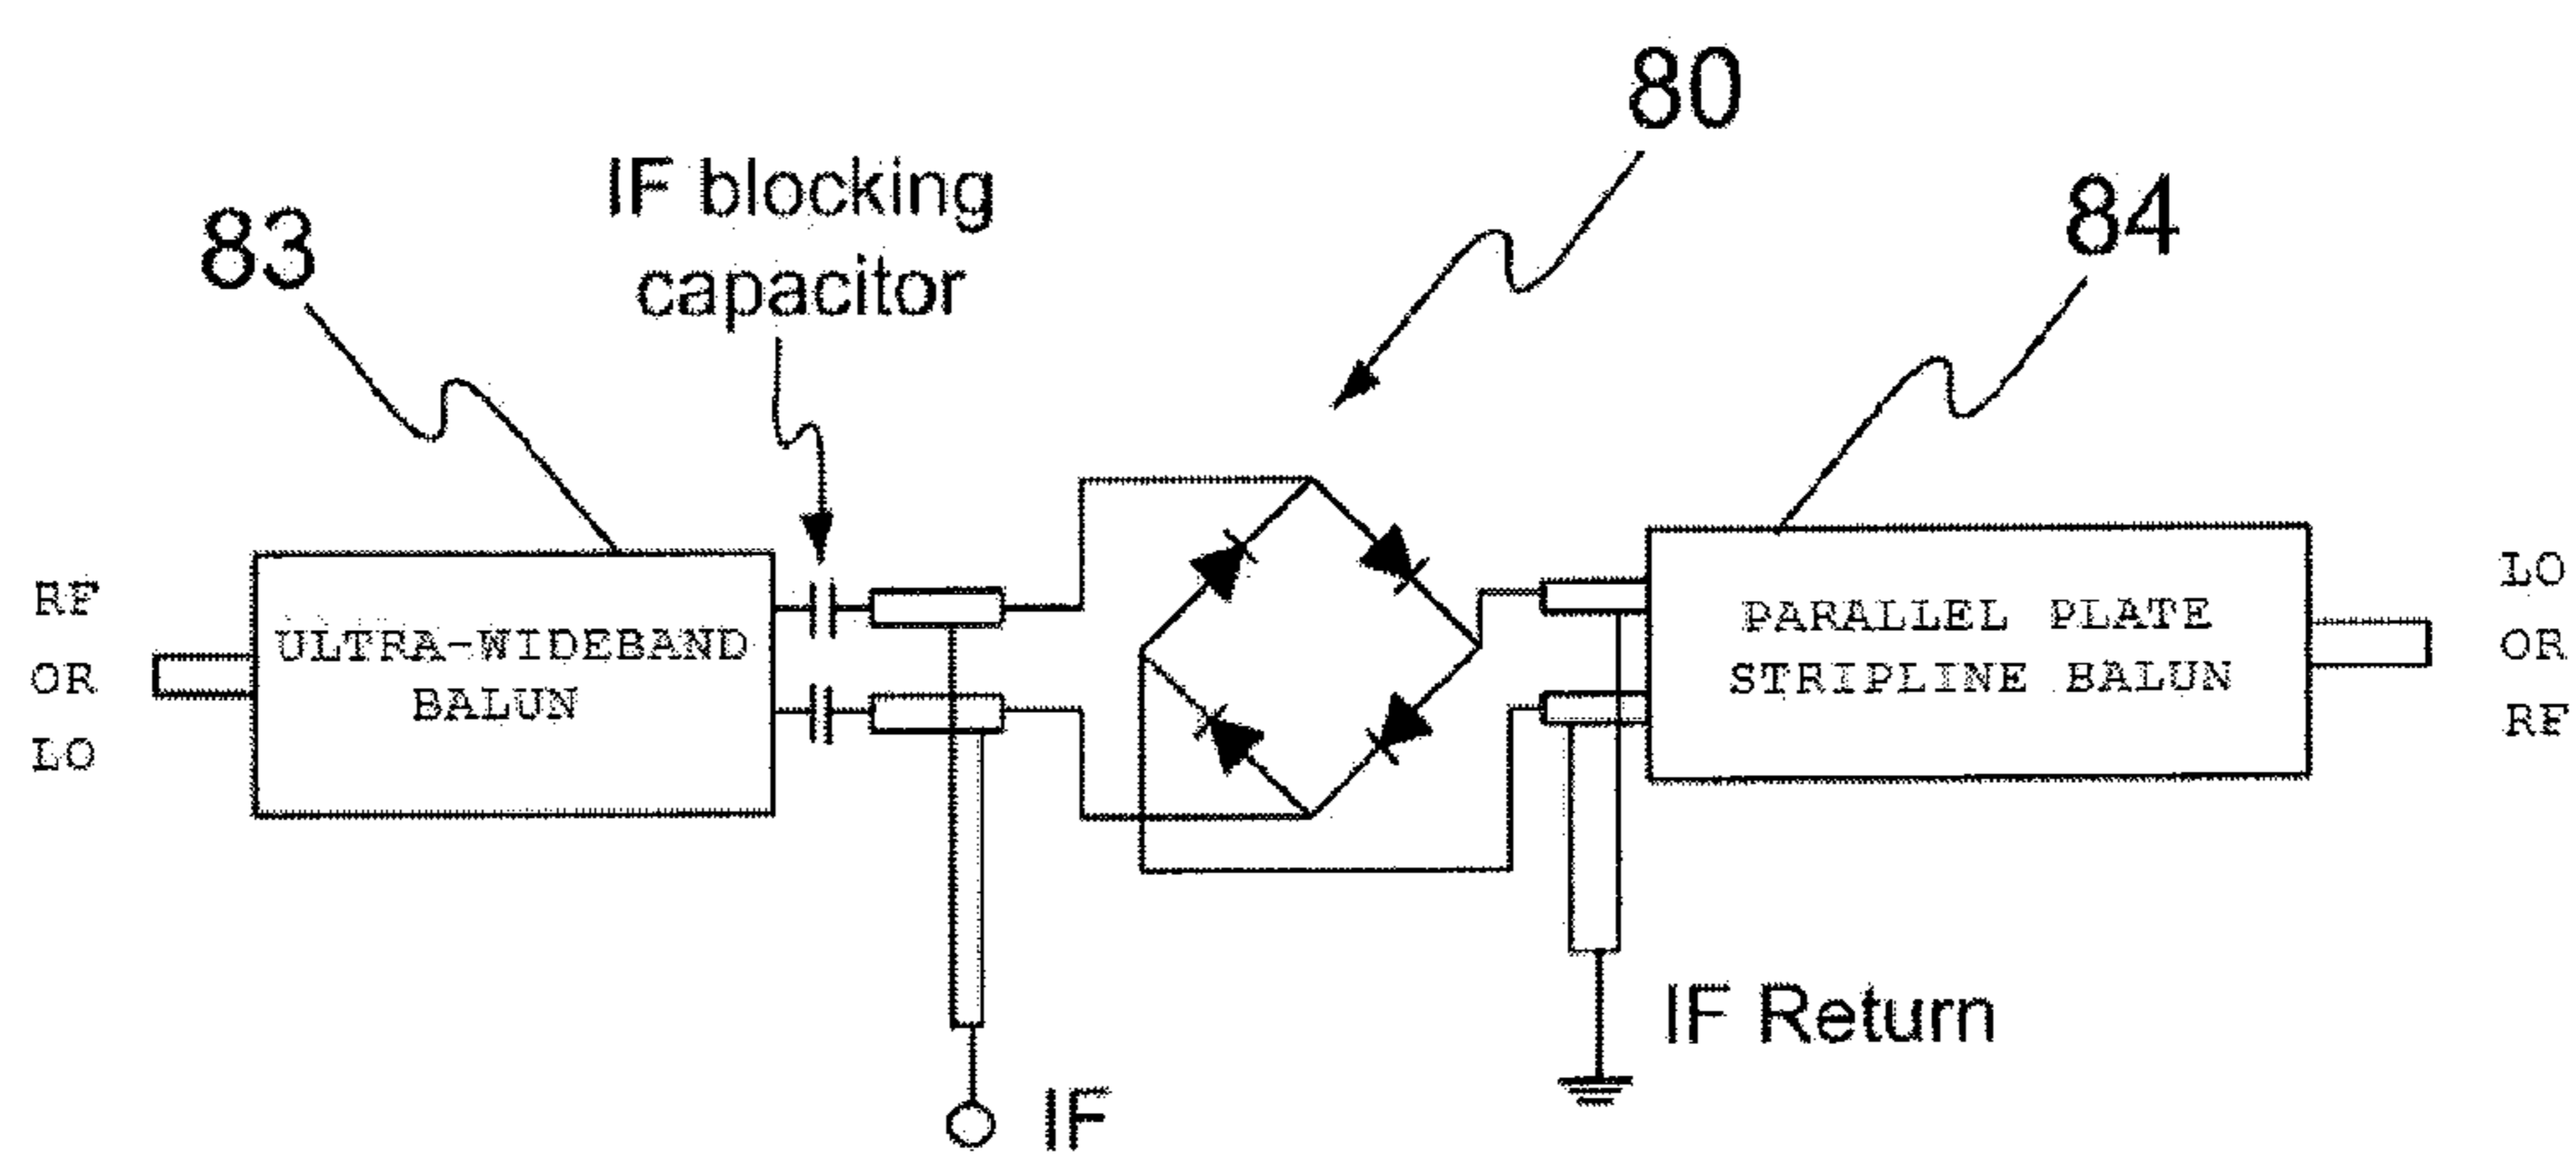 80
84
83
IF blocking
capacitor
RF
OR
LO
ULTRA-WIDEBAND
BALUN
PARALLEL PLATE
STRIPLINE BALUN
LO
OR
RF
IF Return
IF